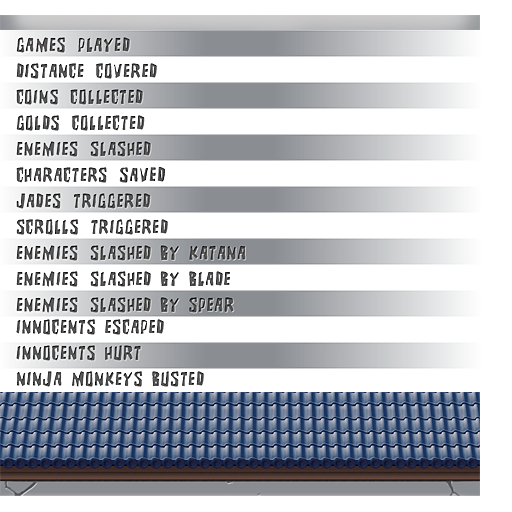 GAMES PLAYED
DISTANCE COVERED
COINS COLLECTED
GOLDS COLLECTED
ENEMIES SLASHED
CHARACTERS SAVED
JADES TRIGGERED
SCROLLS TRIGGERED
ENEMIES SLASHED BY KATANA
ENEMIES SLASHED BY BLADE
ENEMIES SLASHED BY SPEAR
INNOCENTS ESCAPED
INNOCENTS HURT
NINJA MONKEYS BUSTED